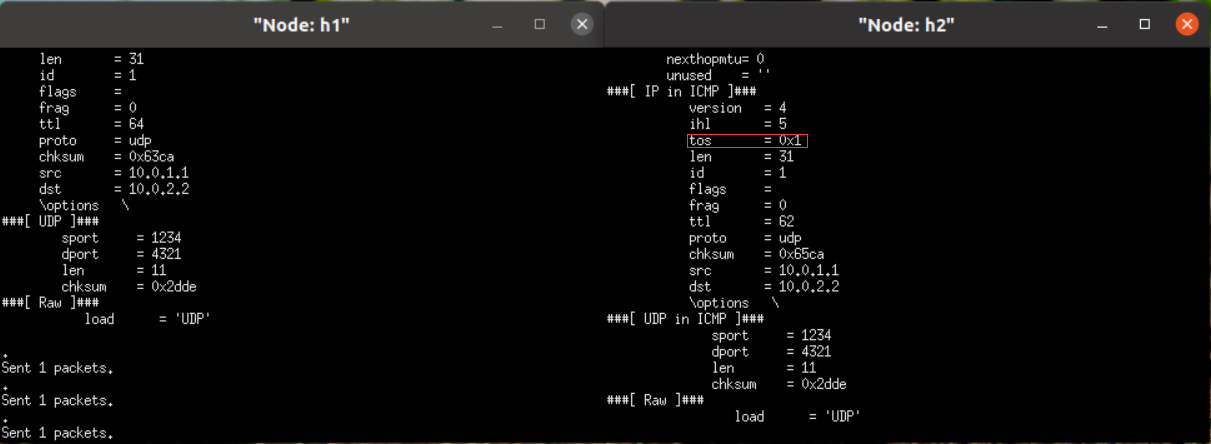 "Node: h1"
len = 31
id = 1
flags =
frag = 0
ttl = 64
proto = udp
chksum = 0x63ca
src = 10.0.1.1
dst = 10.0.2.2
\options \
###[ UDP ]###
sport = 1234
dport = 4321
len = 11
chksum = 0x2dde
###[ Raw ]###
load = 'UDP'
.
Sent 1 packets.
.
Sent 1 packets.
.
Sent 1 packets.
"Node: h2"
nexthopmtu= 0
unused = ''
###[ IP in ICMP ]###
version = 4
ihl = 5
tos = 0x1
len = 31
id = 1
flags =
frag = 0
ttl = 62
proto = udp
chksum = 0x65ca
src = 10.0.1.1
dst = 10.0.2.2
\options \
###[ UDP in ICMP ]###
sport = 1234
dport = 4321
len = 11
chksum = 0x2dde
###[ Raw ]###
load = 'UDP'